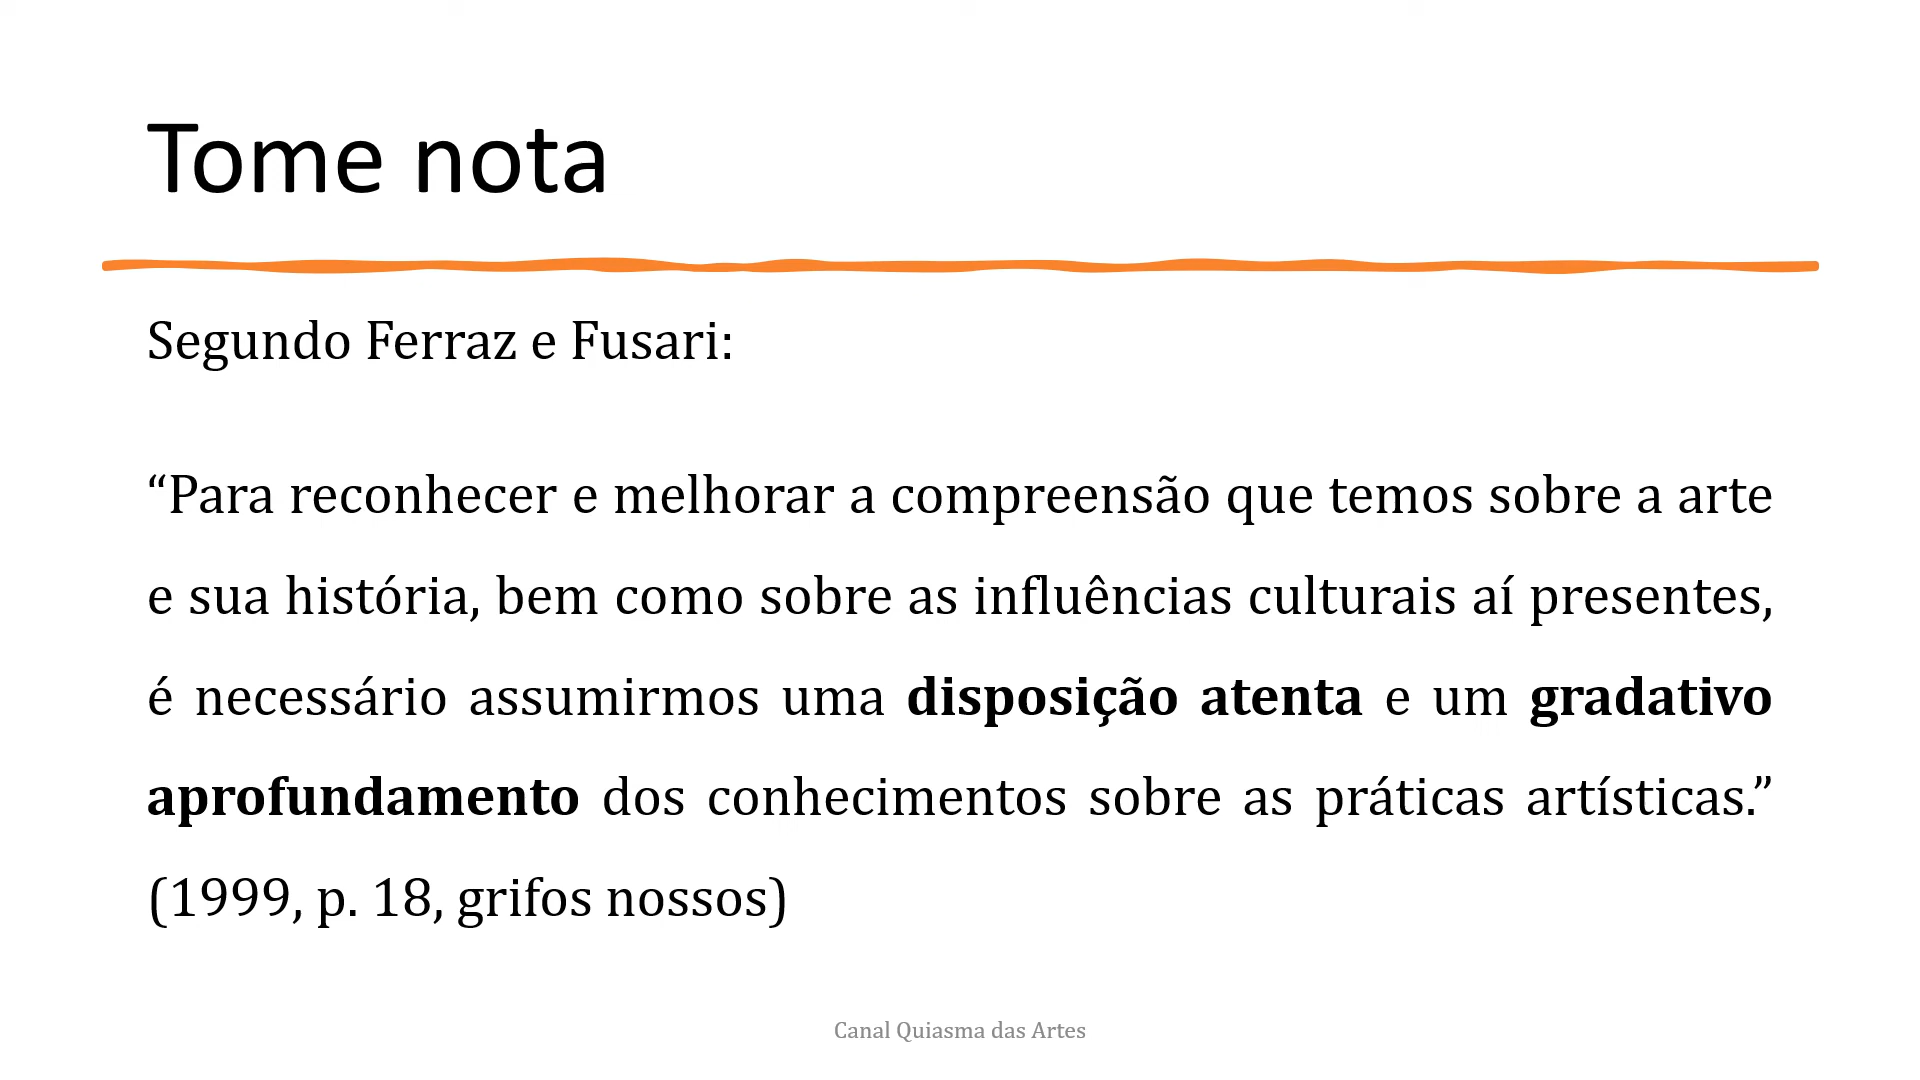 Tome nota
Segundo Ferraz e Fusari:
“Para reconhecer e melhorar a compreensão que temos sobre a arte
e sua história, bem como sobre as influências culturais aí presentes,
é necessário assumirmos uma disposição atenta e um gradativo
aprofundamento dos conhecimentos sobre as práticas artísticas.”
(1999, p. 18, grifos nossos)
Canal Quiasma das Artes